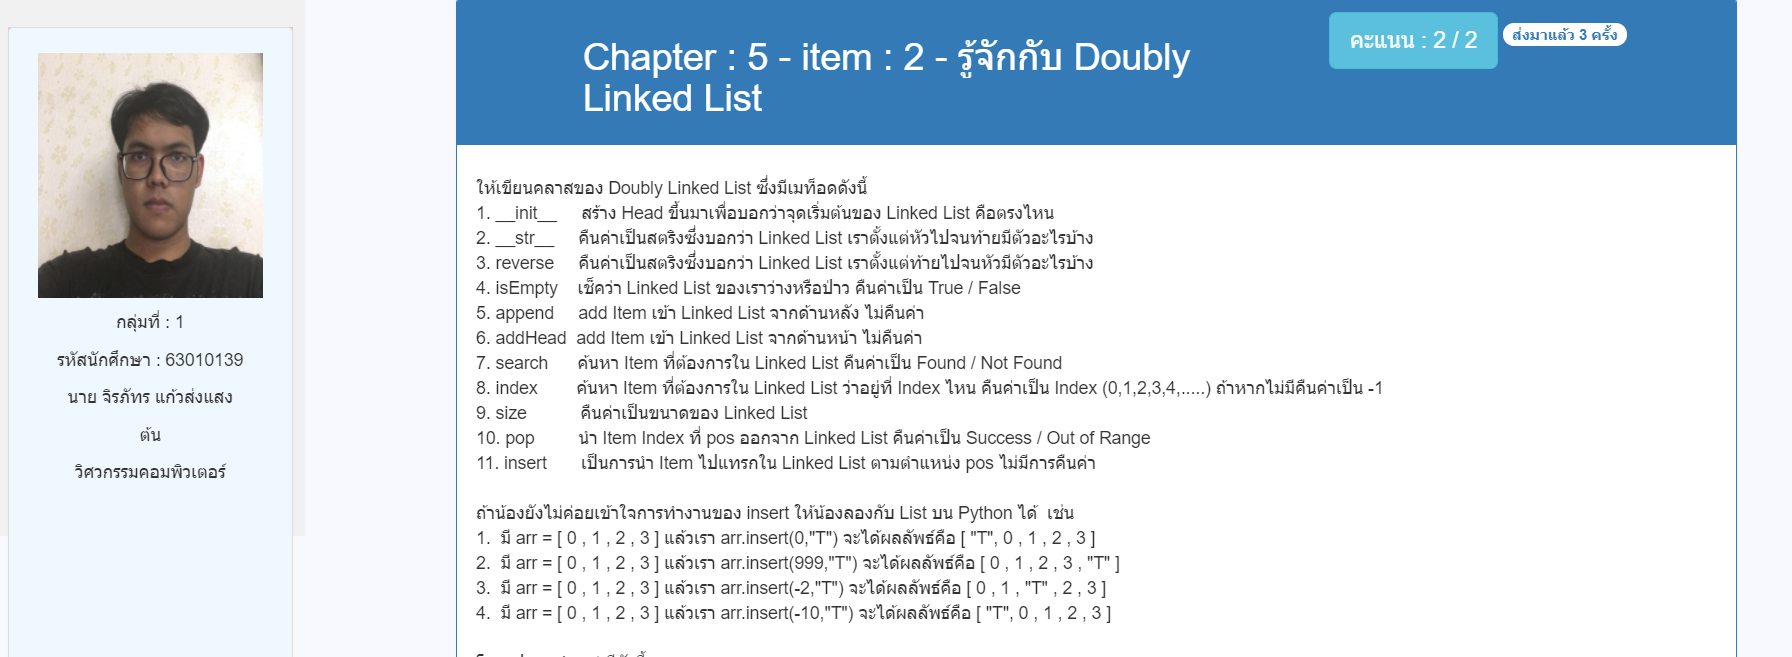 กลุ่มที่ : 1
รหัสนักศึกษา : 63010139
นาย จิรภัทร แก้วส่งแสง
ต้น
วิศวกรรมคอมพิวเตอร์
Chapter : 5 - item : 2 - รู้จักกับ Doubly
Linked List
คะแนน : 2 / 2
ส่งมาแล้ว 3 ครั้ง
ให้เขียนคลาสของ Doubly Linked List ซึ่งมีเมท็อดดังนี้
1. __init__ สร้าง Head ขึ้นมาเพื่อบอกว่าจุดเริ่มต้นของ Linked List คือตรงไหน
2. __str__ คืนค่าเป็นสตริงซึ่งบอกว่า Linked List เราตั้งแต่หัวไปจนท้ายมีตัวอะไรบ้าง
3. reverse คืนค่าเป็นสตริงซึ่งบอกว่า Linked List เราตั้งแต่ท้ายไปจนหัวมีตัวอะไรบ้าง
4. isEmpty เช็คว่า Linked List ของเราว่างหรือป่าว คืนค่าเป็น True / False
5. append add Item เข้า Linked List จากด้านหลัง ไม่คืนค่า
6. addHead add Item เข้า Linked List จากด้านหน้า ไม่คืนค่า
7. search ค้นหา Item ที่ต้องการใน Linked List คืนค่าเป็น Found / Not Found
8. index ค้นหา Item ที่ต้องการใน Linked List ว่าอยู่ที่ Index ไหน คืนค่าเป็น Index (0,1,2,3,4,.....) ถ้าหากไม่มีคืนค่าเป็น -1
9. size คืนค่าเป็นขนาดของ Linked List
10. pop นำ Item Index ที่ pos ออกจาก Linked List คืนค่าเป็น Success / Out of Range
11. insert เป็นการนำ Item ไปแทรกใน Linked List ตามตำแหน่ง pos ไม่มีการคืนค่า
ถ้าน้องยังไม่ค่อยเข้าใจการทำงานของ insert ให้น้องลองกับ List บน Python ได้ เช่น
1. มี arr = [ 0 , 1 , 2 , 3 ] แล้วเรา arr.insert(0,"T") จะได้ผลลัพธ์คือ [ "T", 0 , 1 , 2 , 3 ]
2. มี arr = [ 0 , 1 , 2 , 3 ] แล้วเรา arr.insert(999,"T") จะได้ผลลัพธ์คือ [ 0 , 1 , 2 , 3 , "T" ]
3. มี arr = [ 0 , 1 , 2 , 3 ] แล้วเรา arr.insert(-2,"T") จะได้ผลลัพธ์คือ [ 0 , 1 , "T" , 2 , 3 ]
4. มี arr = [ 0 , 1 , 2 , 3 ] แล้วเรา arr.insert(-10,"T") จะได้ผลลัพธ์คือ [ "T", 0 , 1 , 2 , 3 ]